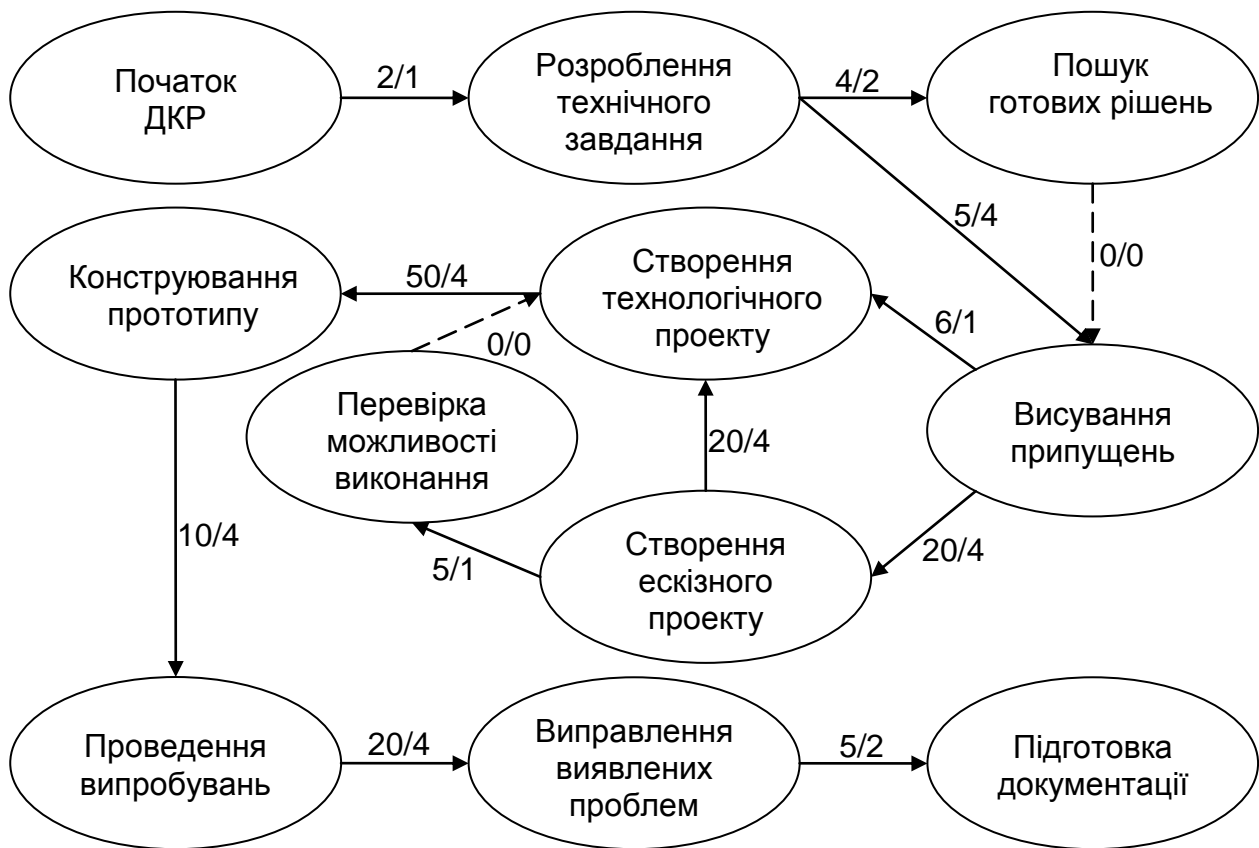 Початок
ДКР
2/1
Розроблення
технічного
завдання
4/2
Пошук
готових рішень
5/4
0/0
Конструювання
прототипу
50/4
Створення
технологічного
проекту
6/1
0/0
Перевірка
можливості
виконання
20/4
Висування
припущень
10/4
5/1
Створення
ескізного
проекту
20/4
Проведення
випробувань
20/4
Виправлення
виявлених
проблем
5/2
Підготовка
документації